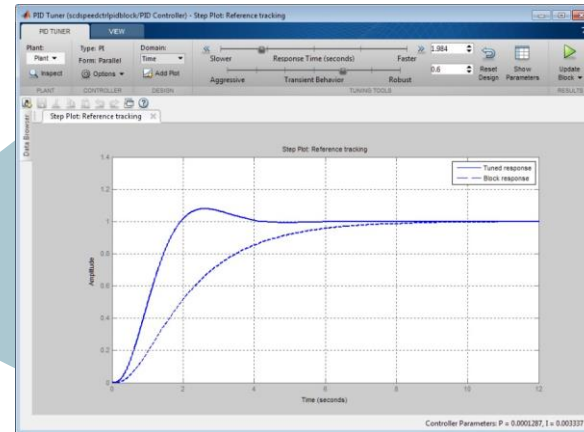 PID Tuner (scdspeedctrlpidblock/PID Controller) - Step Plot: Reference tracking
PID TUNER VIEW
Plant: Type: PI Domain:
Plant Form: Parallel Time Slower Response Time (seconds) Faster 1.984
Inspect Options Add Plot Aggressive Transient Behavior Robust 0.6 Reset Design Show Parameters Update Block
PLANT CONTROLLER DESIGN TUNING TOOLS RESULTS
Data Browser
Step Plot: Reference tracking
Step Plot: Reference tracking
Tuned response
Block response
1.4
1.2
1
0.8
0.6
0.4
0.2
0
Amplitude
0 2 4 6 8 10 12
Time (seconds)
Controller Parameters: P = 0.0001287, I = 0.003331